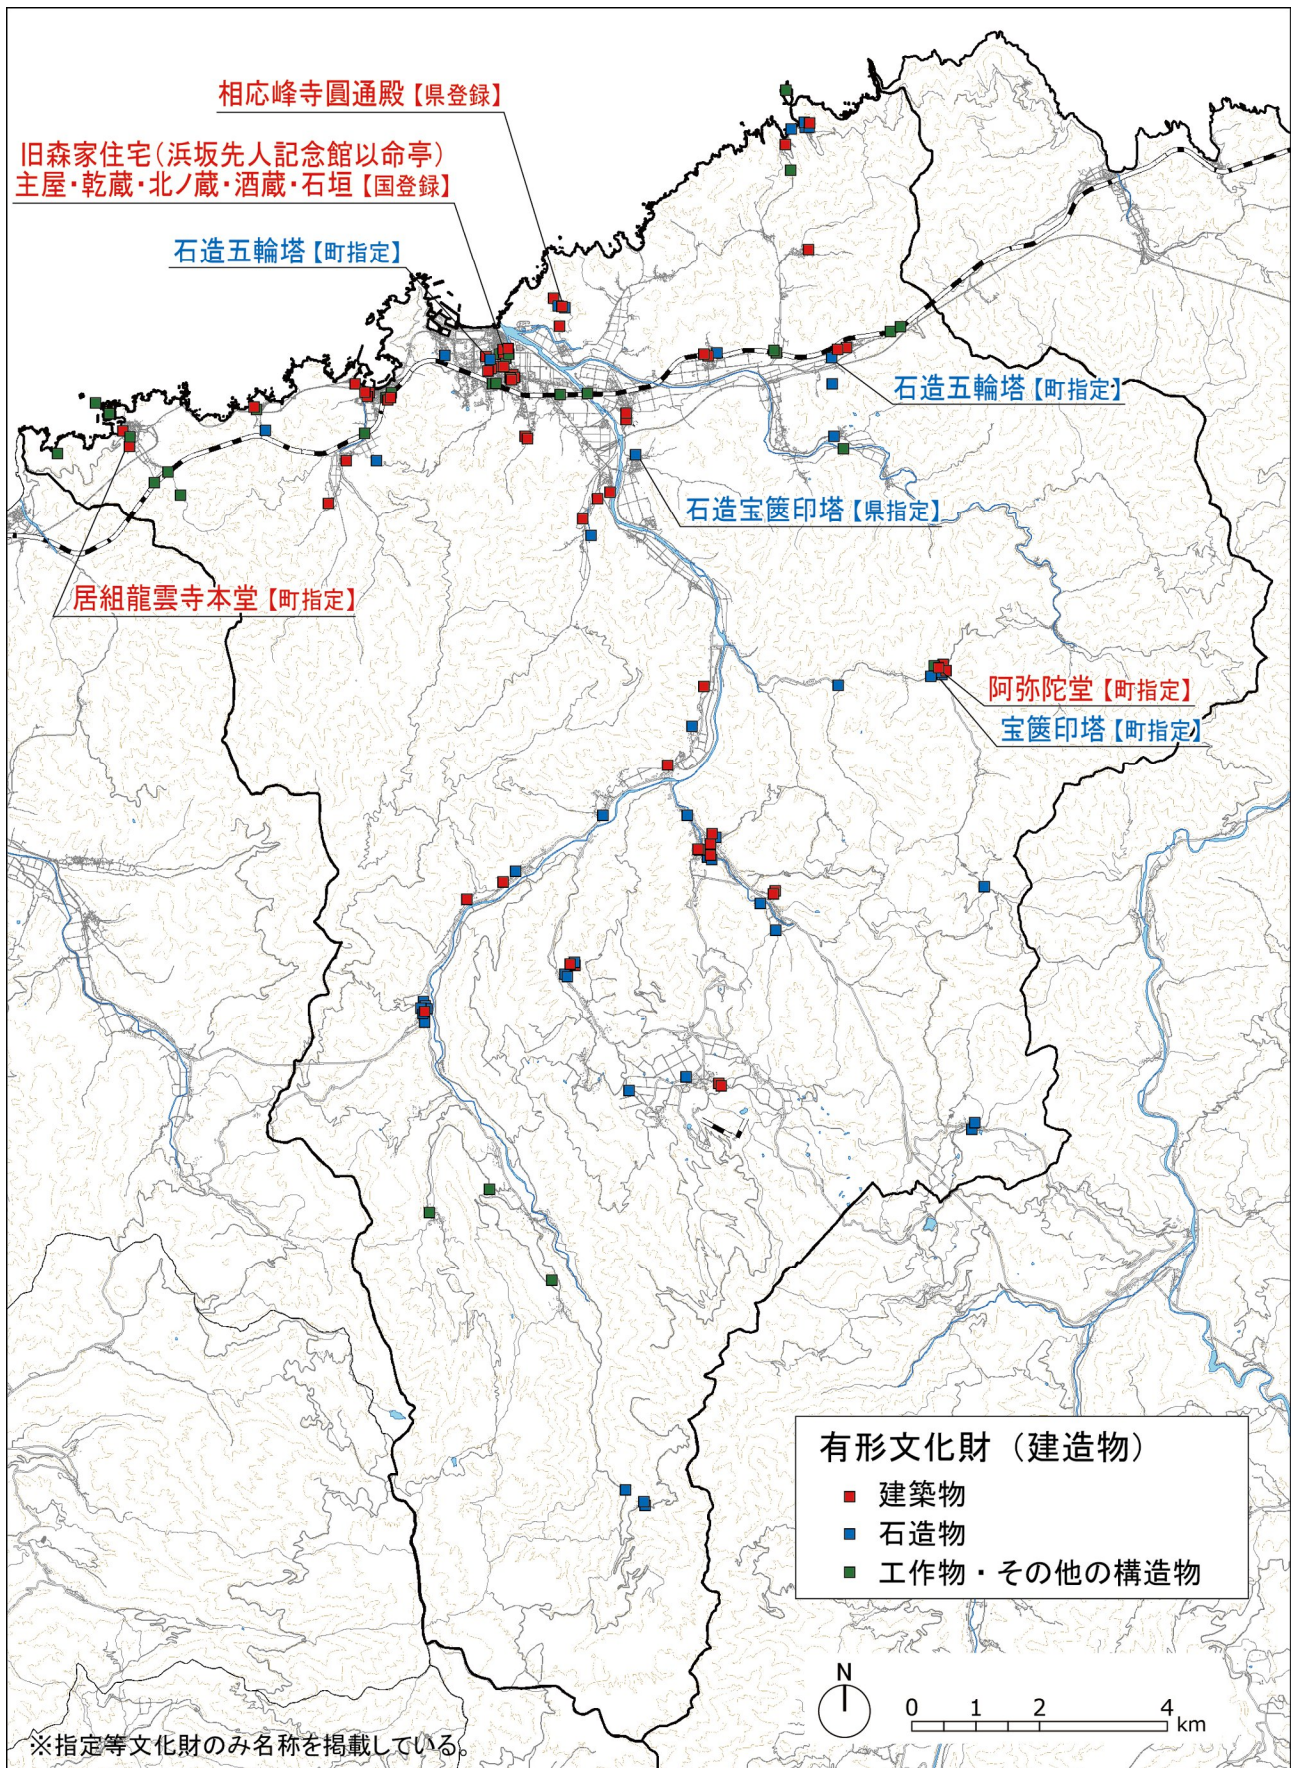 相応峰寺圓通殿【県登録】
旧森家住宅(浜坂先人記念館以命亭)
主屋・乾蔵・北ノ蔵・酒蔵・石垣【国登録】
石造五輪塔【町指定】
石造五輪塔【町指定】
石造宝篋印塔【県指定】
居組龍雲寺本堂【町指定】
阿弥陀堂【町指定】
宝篋印塔【町指定】
有形文化財（建造物）
建築物
石造物
工作物・その他の構造物
N
0 1 2 4 km
※指定等文化財のみ名称を掲載している。